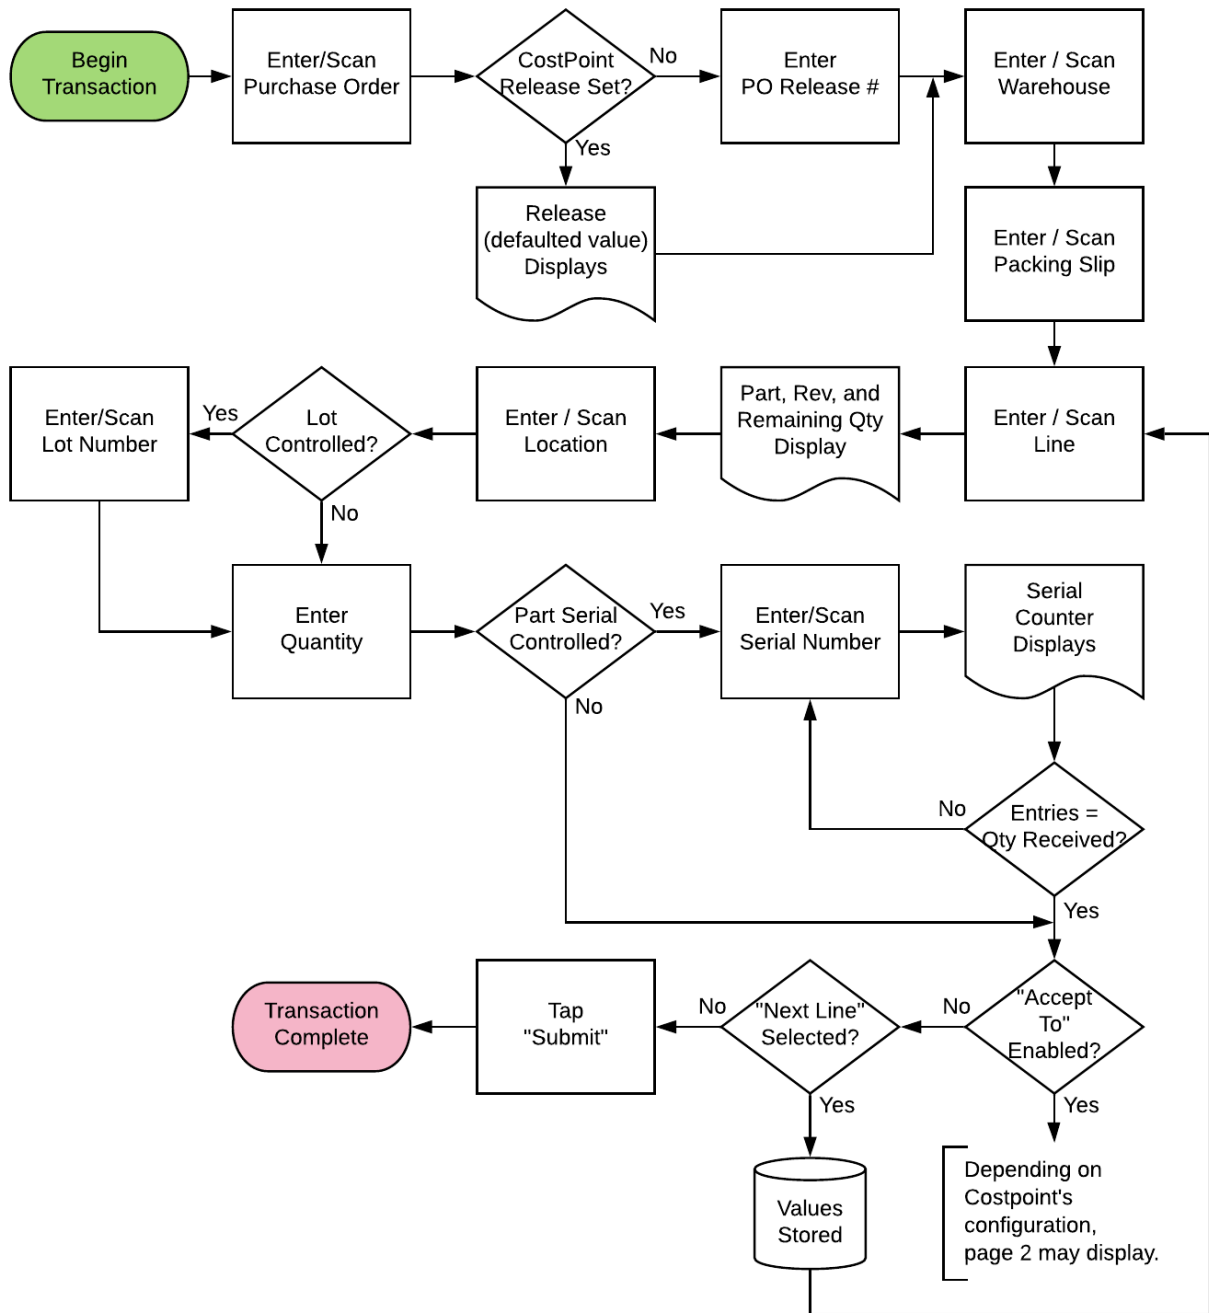 Begin
Transaction
Enter/Scan
Purchase Order
CostPoint
Release Set?
No
Enter
PO Release #
Enter / Scan
Warehouse
Yes
Release
(defaulted value)
Displays
Enter / Scan
Packing Slip
Enter/Scan
Lot Number
Yes
Lot
Controlled?
Enter / Scan
Location
Part, Rev, and
Remaining Qty
Display
Enter / Scan
Line
No
Enter
Quantity
Part Serial
Controlled?
Yes
Enter/Scan
Serial Number
Serial
Counter
Displays
No
No
Entries =
Qty Received?
Yes
Transaction
Complete
Tap
"Submit"
No
"Next Line"
Selected?
No
"Accept
To"
Enabled?
Yes
Yes
Values
Stored
Depending on
Costpoint's
configuration,
page 2 may display.